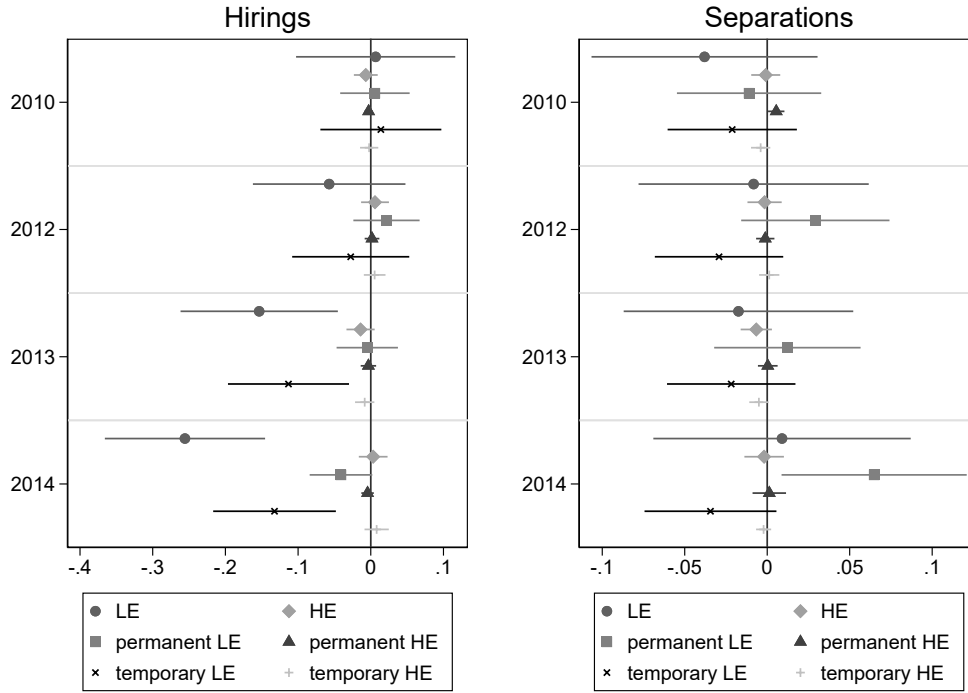 Hirings
2010
2012
2013
2014
-.4 -.3 -.2 -.1 0 .1
LE HE
permanent LE permanent HE
temporary LE temporary HE
Separations
2010
2012
2013
2014
-.1 -.05 0 .05 .1
LE HE
permanent LE permanent HE
temporary LE temporary HE